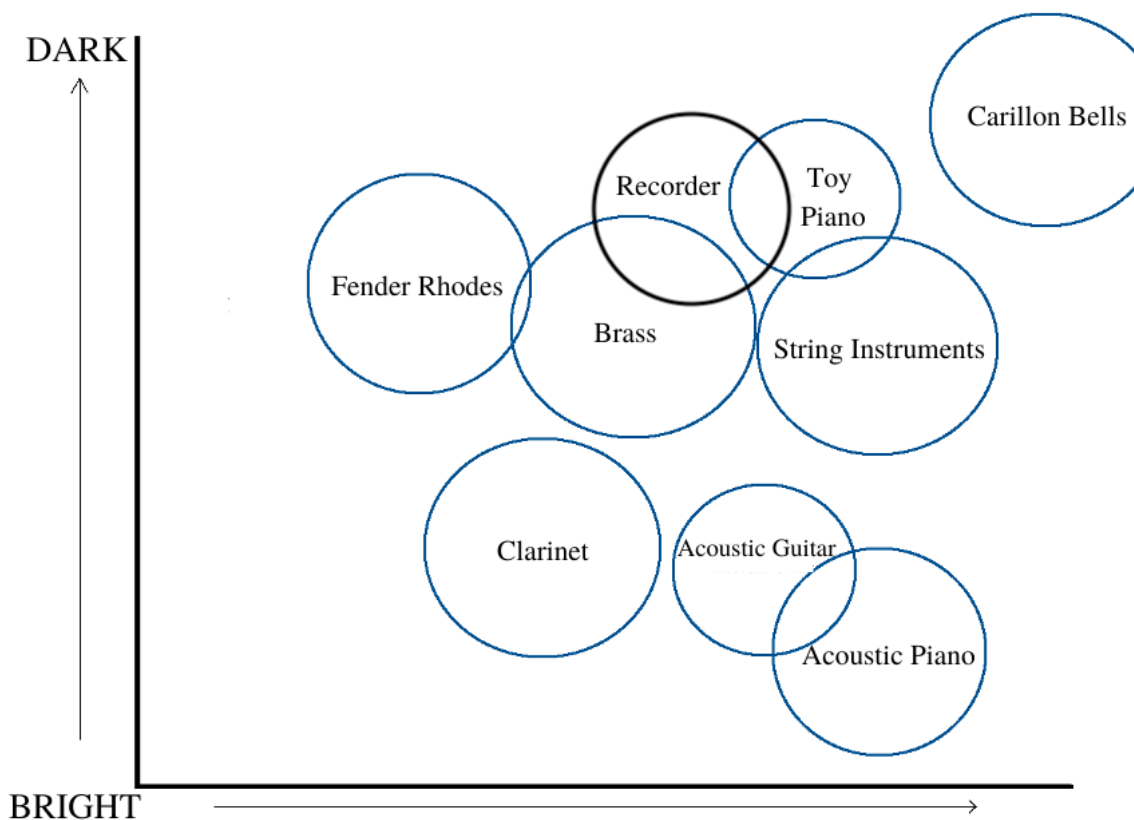 DARK
Carillon Bells
Recorder
Toy
Piano
Fender Rhodes
Brass
String Instruments
Clarinet
Acoustic Guitar
Acoustic Piano
BRIGHT